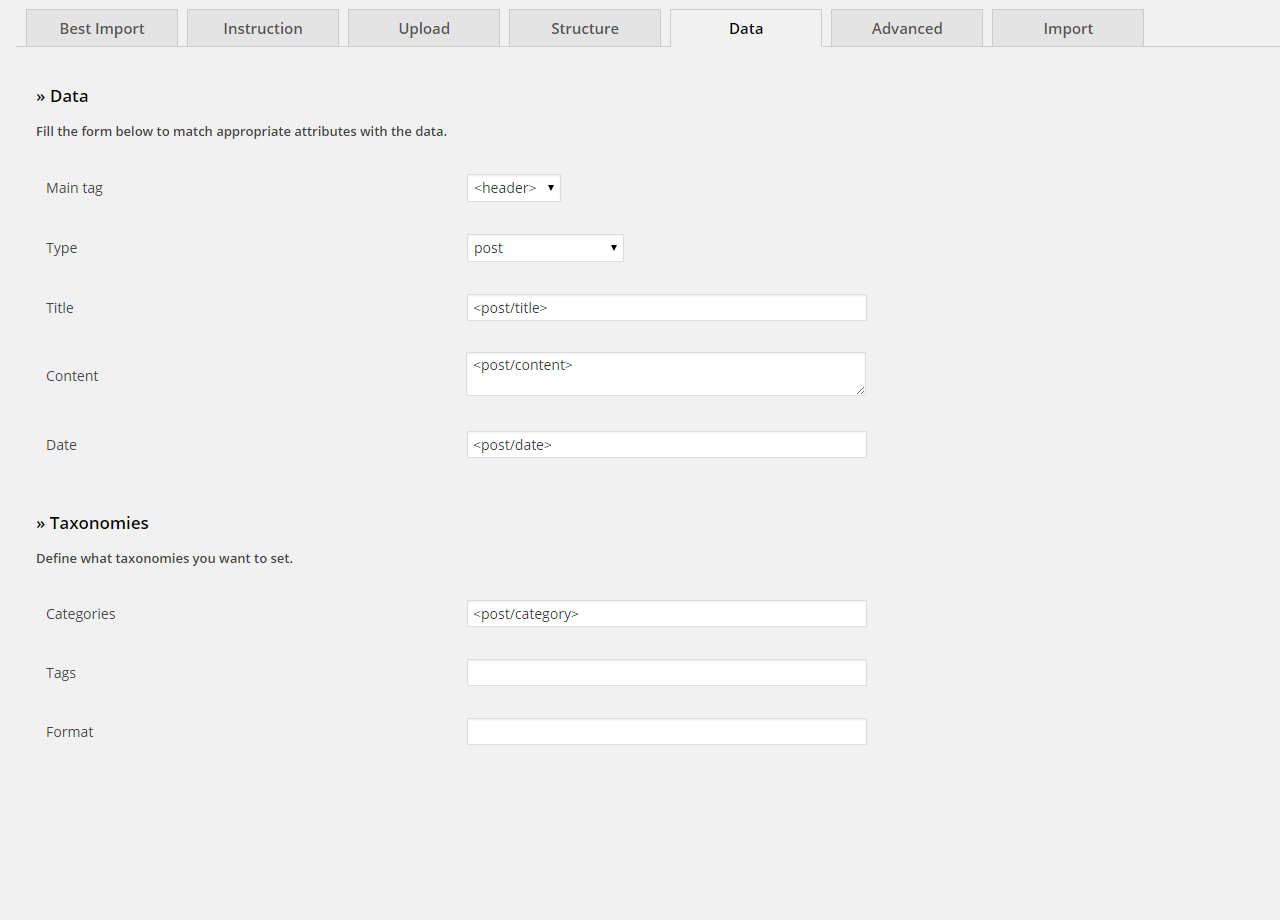 Best Import Instruction Upload Structure Data Advanced Import
» Data
Fill the form below to match appropriate attributes with the data.
Main tag <header>
Type post
Title <post/title>
Content <post/content>
Date <post/date>
» Taxonomies
Define what taxonomies you want to set.
Categories <post/category>
Tags
Format